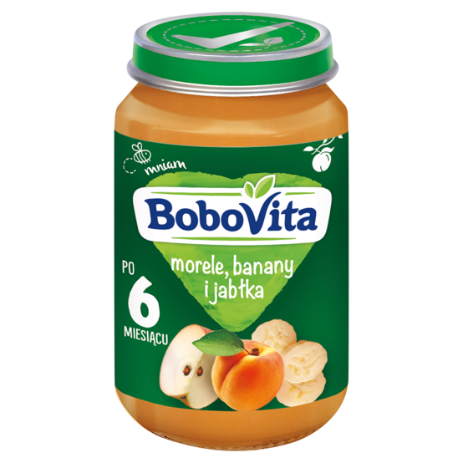 mniam
BoboVita
morele, banany
i jabłka
PO
6
MIESIĄCU